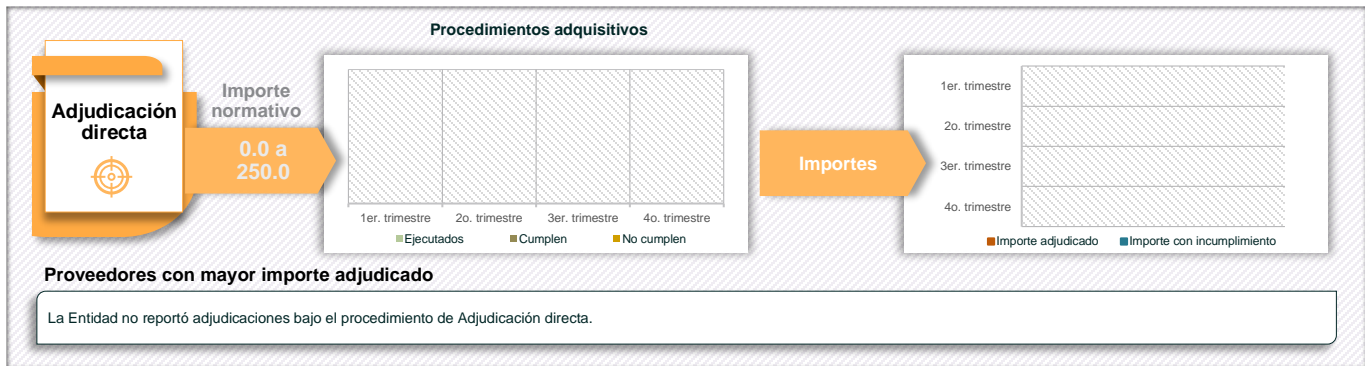 Procedimientos adquisitivos
Adjudicación
directa
Importe
normativo
0.0 a
250.0
1er. trimestre
2o. trimestre
3er. trimestre
4o. trimestre
Ejecutados
Cumplen
No cumplen
Importes
1er. trimestre
2o. trimestre
3er. trimestre
4o. trimestre
Importe adjudicado
Importe con incumplimiento
Proveedores con mayor importe adjudicado
La Entidad no reportó adjudicaciones bajo el procedimiento de Adjudicación directa.